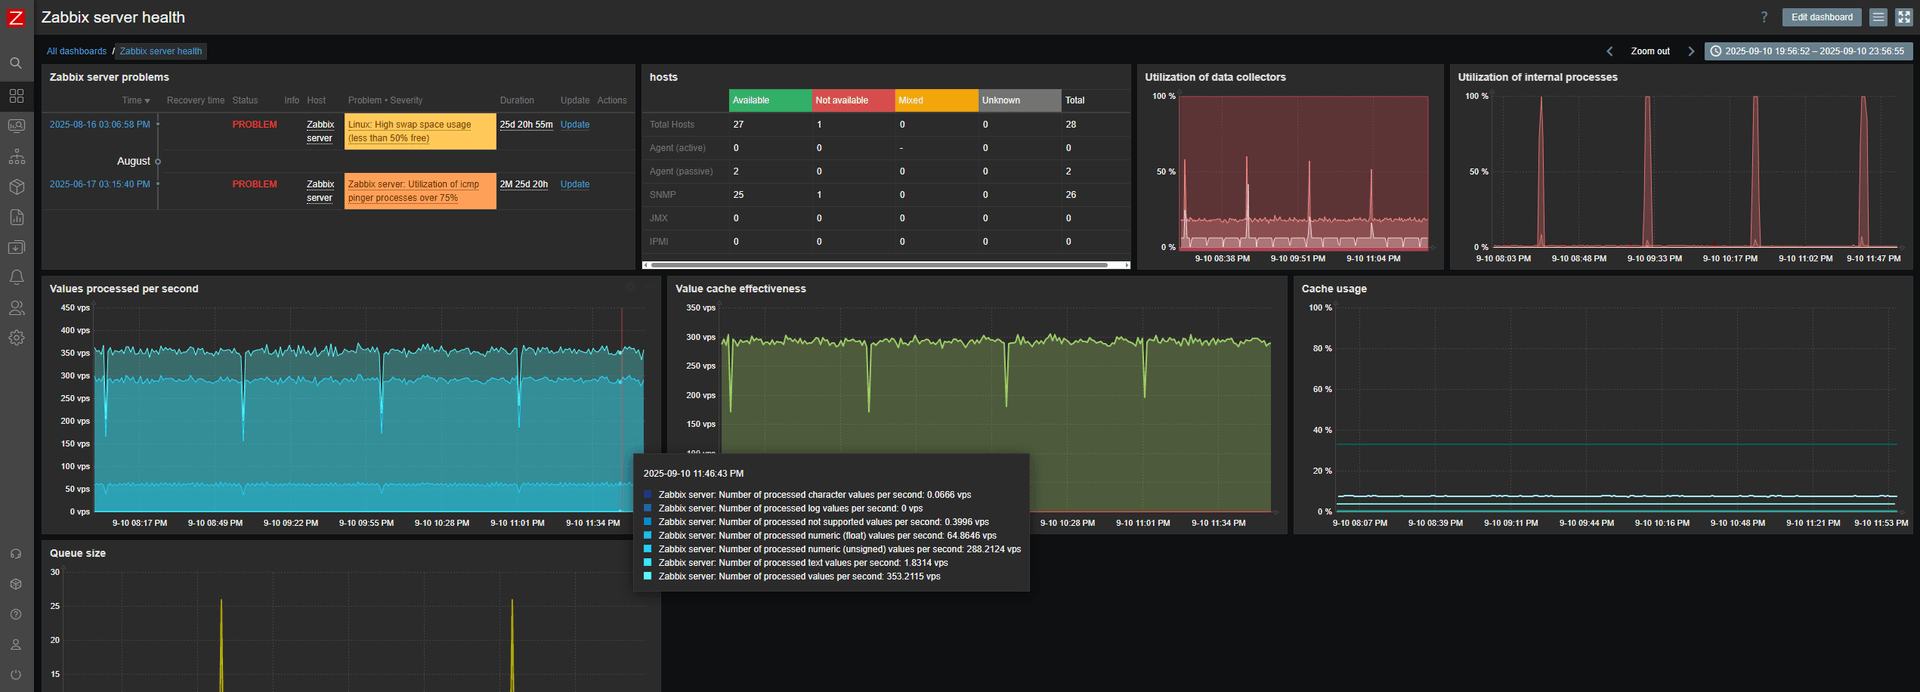 Z
Zabbix server health
?
Edit dashboard
All dashboards / Zabbix server health
Zoom out
2025-09-10 19:56:52 – 2025-09-10 23:56:55
Zabbix server problems
Time ▼ Recovery time Status Info Host Problem • Severity Duration Update Actions
2025-08-16 03:06:58 PM PROBLEM Zabbix server Linux: High swap space usage (less than 50% free) 25d 20h 55m Update
August
2025-06-17 03:15:40 PM PROBLEM Zabbix server Zabbix server: Utilization of icmp pinger processes over 75% 2M 25d 20h Update
hosts
Available Not available Mixed Unknown Total
Total Hosts 27 1 0 0 28
Agent (active) 0 0 - 0 0
Agent (passive) 2 0 0 0 2
SNMP 25 1 0 0 26
JMX 0 0 0 0 0
IPMI 0 0 0 0 0
Utilization of data collectors
100 %
50 %
0 %
9-10 08:38 PM 9-10 09:51 PM 9-10 11:04 PM
Utilization of internal processes
100 %
50 %
0 %
9-10 08:03 PM 9-10 08:48 PM 9-10 09:33 PM 9-10 10:17 PM 9-10 11:02 PM 9-10 11:47 PM
Values processed per second
450 vps
400 vps
350 vps
300 vps
250 vps
200 vps
150 vps
100 vps
50 vps
0 vps
9-10 08:17 PM 9-10 08:49 PM 9-10 09:22 PM 9-10 09:55 PM 9-10 10:28 PM 9-10 11:01 PM 9-10 11:34 PM
Value cache effectiveness
350 vps
300 vps
250 vps
200 vps
150 vps
100 vps
9-10 10:28 PM 9-10 11:01 PM 9-10 11:34 PM
2025-09-10 11:46:43 PM
Zabbix server: Number of processed character values per second: 0.0666 vps
Zabbix server: Number of processed log values per second: 0 vps
Zabbix server: Number of processed not supported values per second: 0.3996 vps
Zabbix server: Number of processed numeric (float) values per second: 64.8646 vps
Zabbix server: Number of processed numeric (unsigned) values per second: 288.2124 vps
Zabbix server: Number of processed text values per second: 1.8314 vps
Zabbix server: Number of processed values per second: 353.2115 vps
Cache usage
100 %
80 %
60 %
40 %
20 %
0 %
9-10 08:07 PM 9-10 08:39 PM 9-10 09:11 PM 9-10 09:44 PM 9-10 10:16 PM 9-10 10:48 PM 9-10 11:21 PM 9-10 11:53 PM
Queue size
30
25
20
15